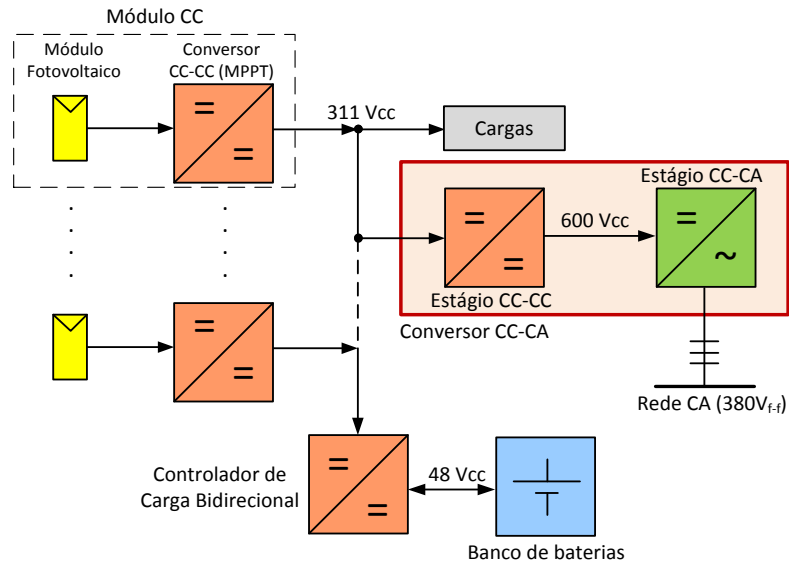 Módulo CC
Módulo
Fotovoltaico
Conversor
CC-CC (MPPT)
311 Vcc
Cargas
Estágio CC-CA
600 Vcc
Estágio CC-CC
Conversor CC-CA
Rede CA (380Vf-f)
Controlador de
Carga Bidirecional
48 Vcc
Banco de baterias